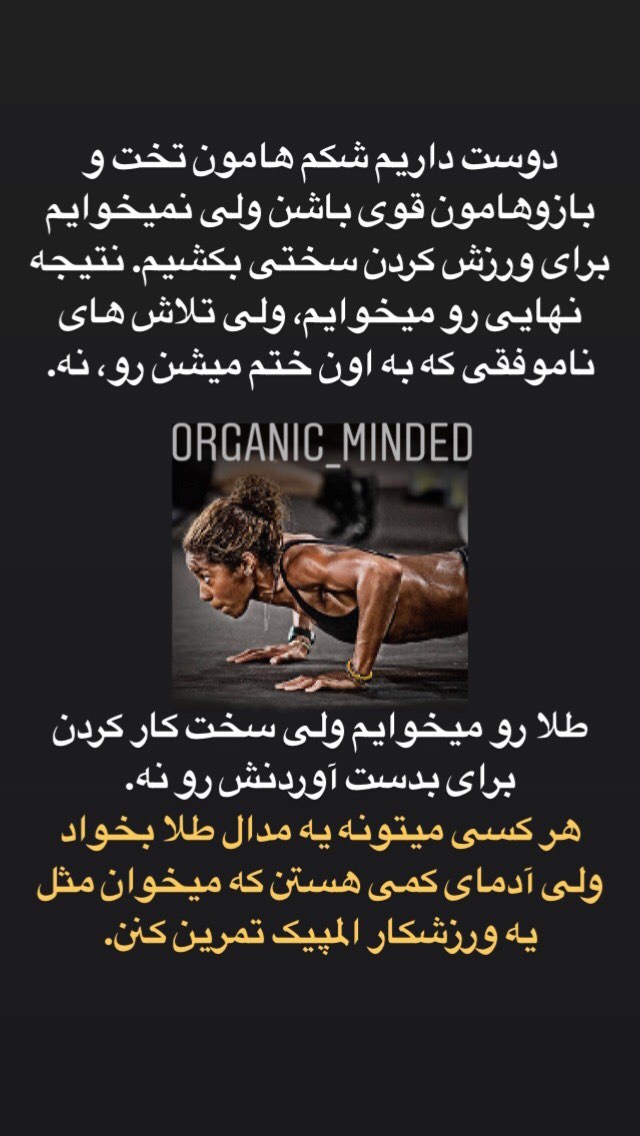 دوست داریم شکم هامون تخت و
بازوهامون قوی باشن ولی نمیخوایم
برای ورزش کردن سختی بکشیم. نتیجه
نهایی رو میخوایم، ولی تلاش های
ناموفقی که به اون ختم میشن رو، نه.
ORGANIC_MINDED
طلا رو میخوایم ولی سخت کار کردن
برای بدست آوردنش رو نه.
هر کسی میتونه یه مدال طلا بخواد
ولی آدمای کمی هستن که میخوان مثل
یه ورزشکار المپیک تمرین کنن.